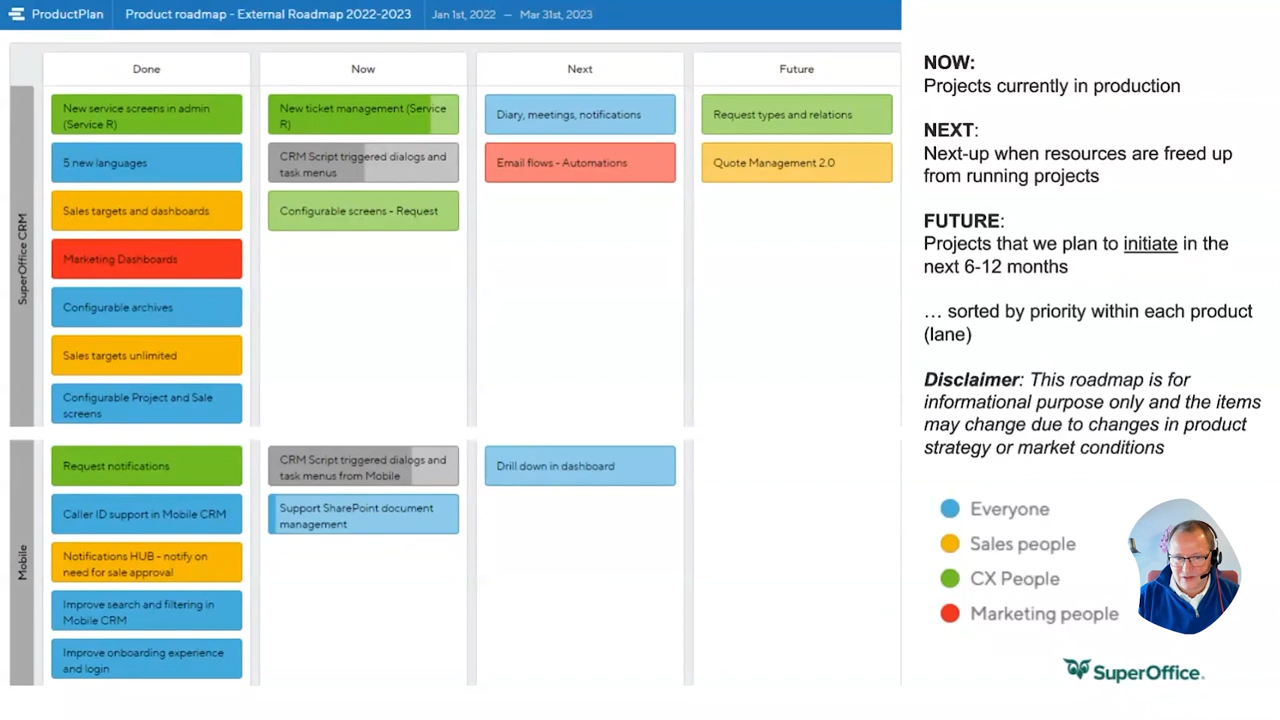 ProductPlan
Product roadmap - External Roadmap 2022-2023
Jan 1st, 2022 — Mar 31st, 2023
Done
Now
Next
Future
SuperOffice CRM
New service screens in admin
(Service R)
5 new languages
Sales targets and dashboards
Marketing Dashboards
Configurable archives
Sales targets unlimited
Configurable Project and Sale
screens
New ticket management (Service
R)
CRM Script triggered dialogs and
task menus
Configurable screens - Request
Diary, meetings, notifications
Email flows - Automations
Request types and relations
Quote Management 2.0
Mobile
Request notifications
Caller ID support in Mobile CRM
Notifications HUB - notify on
need for sale approval
Improve search and filtering in
Mobile CRM
Improve onboarding experience
and login
CRM Script triggered dialogs and
task menus from Mobile
Support SharePoint document
management
Drill down in dashboard
NOW:
Projects currently in production
NEXT:
Next-up when resources are freed up
from running projects
FUTURE:
Projects that we plan to initiate in the
next 6-12 months
… sorted by priority within each product
(lane)
Disclaimer: This roadmap is for
informational purpose only and the items
may change due to changes in product
strategy or market conditions
Everyone
Sales people
CX People
Marketing people
SuperOffice.